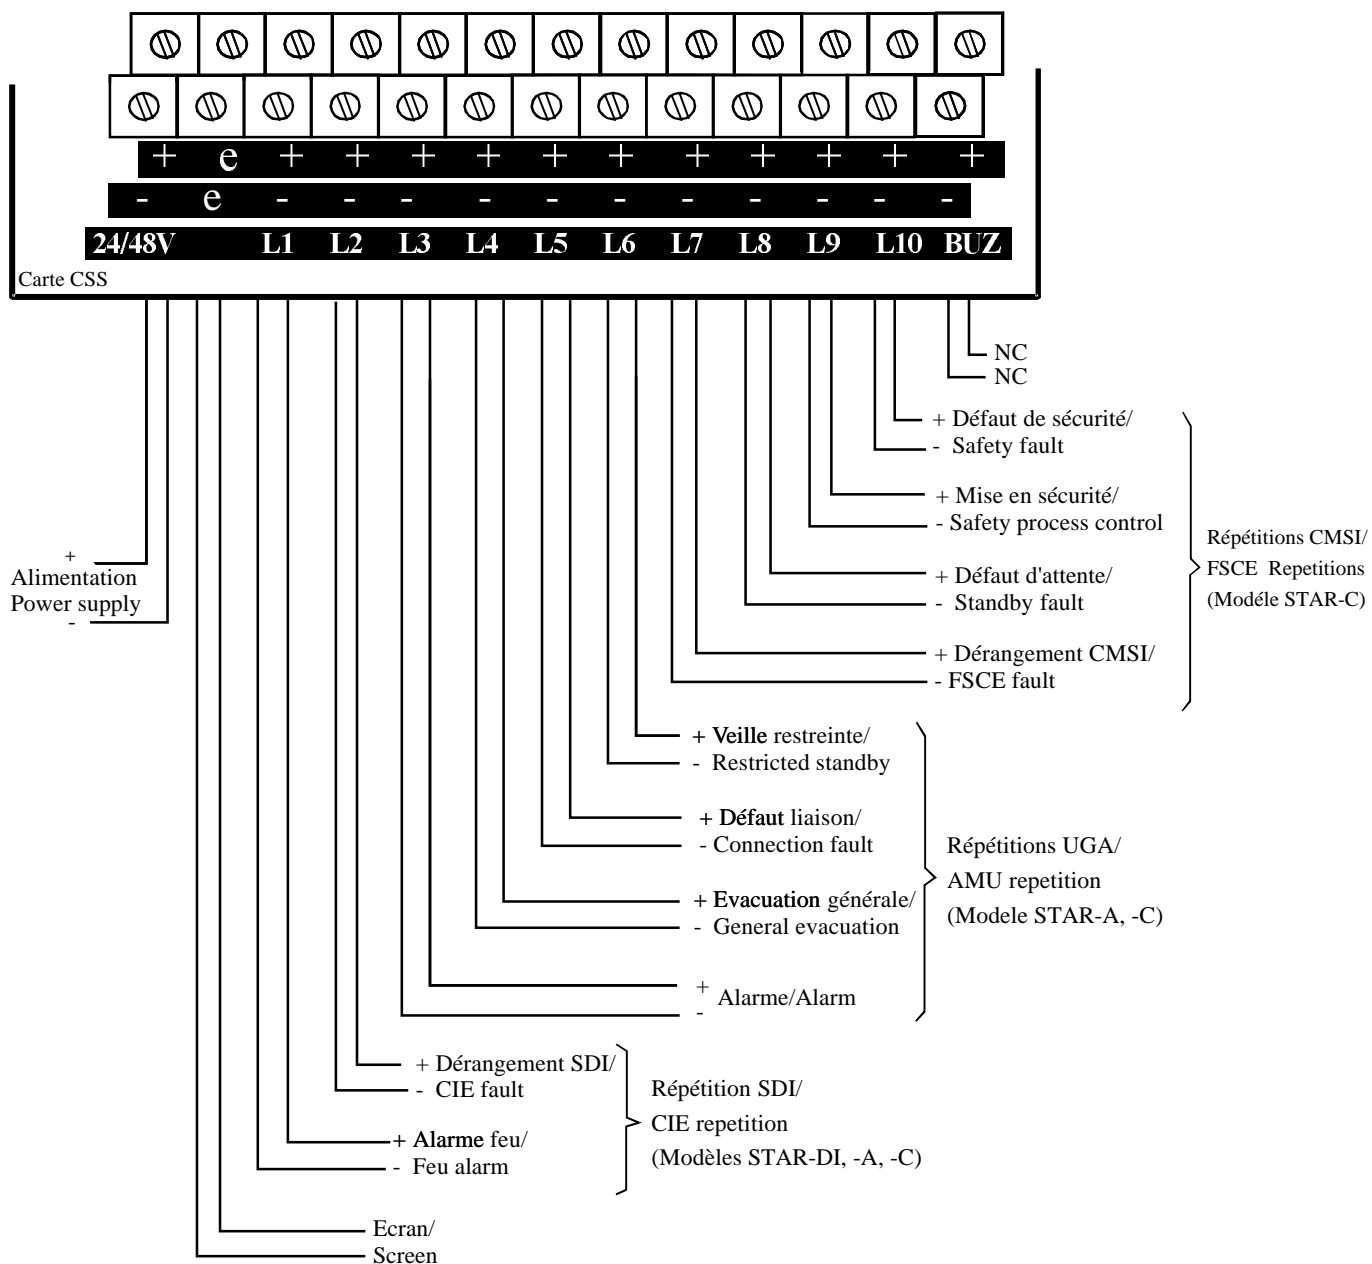 + e + + + + + + + + + + +
- e - - - - - - - - - - -
24/48V L1 L2 L3 L4 L5 L6 L7 L8 L9 L10 BUZ
Carte CSS
NC
NC
+ Défaut de sécurité/
- Safety fault
+ Mise en sécurité/
- Safety process control
+ Défaut d'attente/
- Standby fault
+ Dérangement CMSI/
- FSCE fault
Répétitions CMSI/
FSCE Repetitions
(Modéle STAR-C)
+
Alimentation
Power supply
-
+ Veille restreinte/
- Restricted standby
+ Défaut liaison/
- Connection fault
+ Evacuation générale/
- General evacuation
+
Alarme/Alarm
-
Répétitions UGA/
AMU repetition
(Modele STAR-A, -C)
+ Dérangement SDI/
- CIE fault
+ Alarme feu/
- Feu alarm
Répétition SDI/
CIE repetition
(Modèles STAR-DI, -A, -C)
Ecran/
Screen